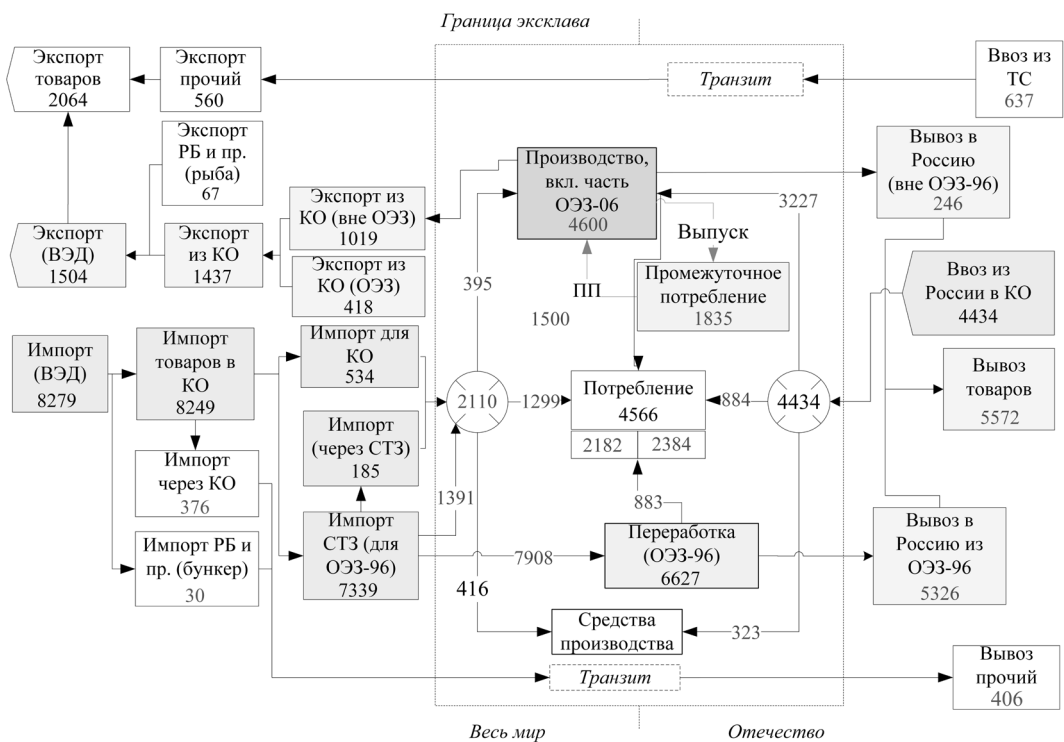 Граница эксклава
Экспорт
товаров
2064
Экспорт
прочий
560
Транзит
Ввоз из
ТС
637
Экспорт
РБ и пр.
(рыба)
67
Производство,
вкл. часть
ОЭЗ-06
4600
Вывоз в
Россию
(вне ОЭЗ-96)
246
Экспорт из
КО (вне ОЭЗ)
1019
3227
Экспорт
(ВЭД)
1504
Экспорт
из КО
1437
Экспорт из
КО (ОЭЗ)
418
395
Выпуск
ПП
1500
Промежуточное
потребление
1835
Ввоз из
России в КО
4434
Импорт
(ВЭД)
8279
Импорт
товаров в
КО
8249
Импорт для
КО
534
2110
1299
Потребление
4566
2182
2384
884
4434
Вывоз
товаров
5572
Импорт
(через СТЗ)
185
Импорт
через КО
376
1391
883
Импорт РБ и
пр. (бункер)
30
Импорт
СТЗ (для
ОЭЗ-96)
7339
7908
Переработка
(ОЭЗ-96)
6627
Вывоз в
Россию из
ОЭЗ-96
5326
416
Средства
производства
323
Транзит
Вывоз
прочий
406
Весь мир
Отечество